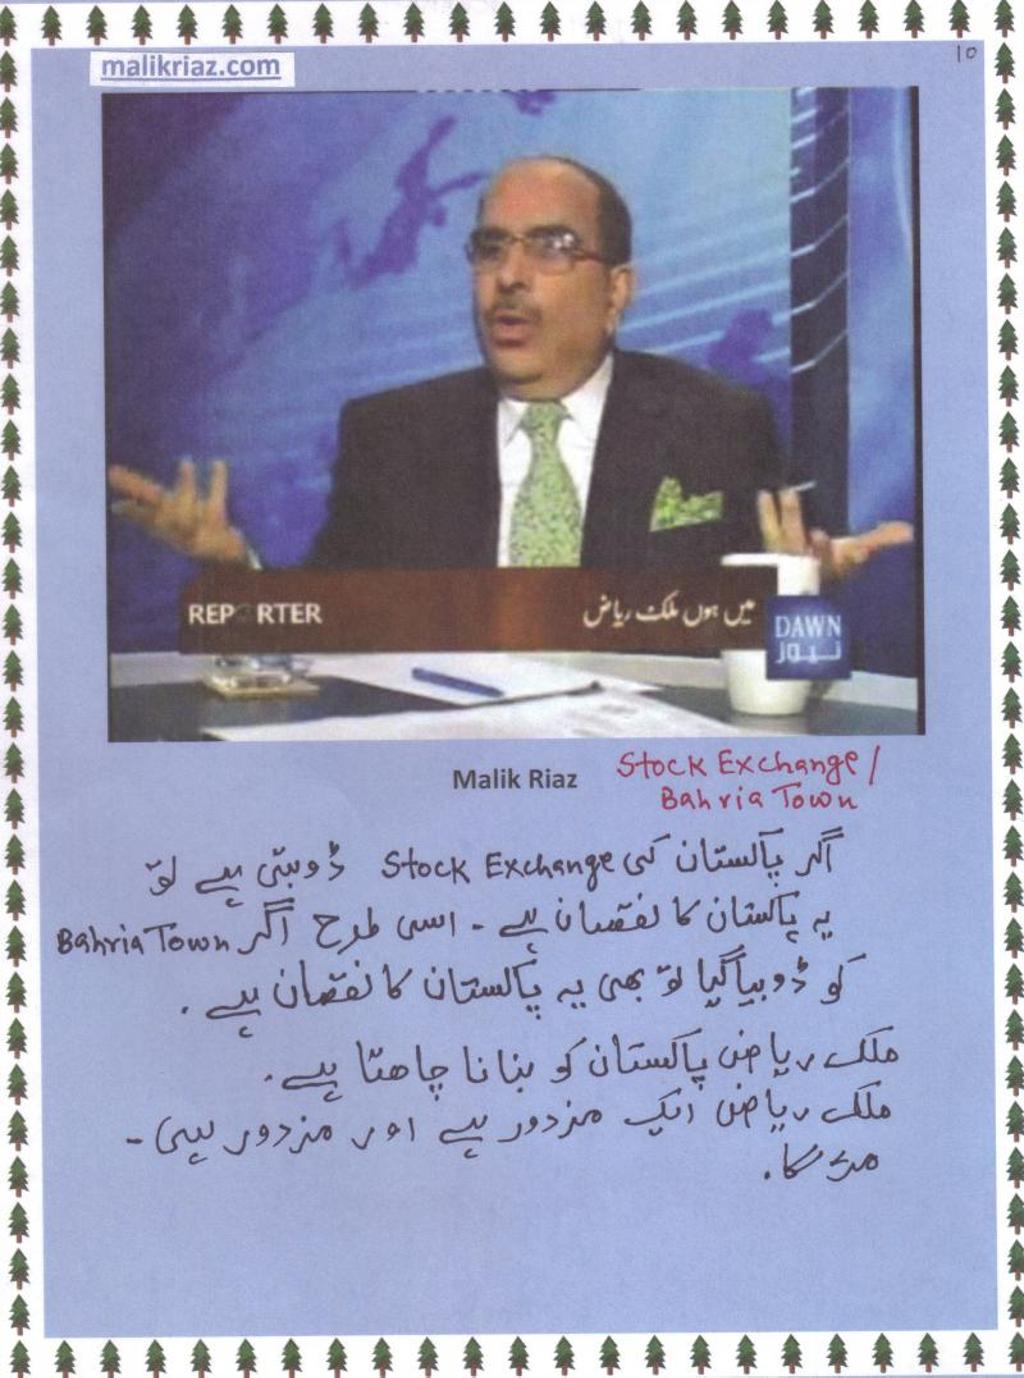 malikriaz.com
10
REPORTER
میں ہوں ملک ریاض
DAWN
نیوز
Malik Riaz
Stock Exchange/
Bahria Town
اگر پاکستان کی Stock Exchange ڈوبتی ہے تو
یہ پاکستان کا نقصان ہے ۔ اسی طرح اگر Bahria Town
کو ڈوبیا گیا تو بھی یہ پاکستان کا نقصان ہے ۔
ملک ریاض پاکستان کو بنانا چاھتا ہے ۔
ملک ریاض ایک مزدور ہے اور مزدور ہی ۔
مرے گا ۔